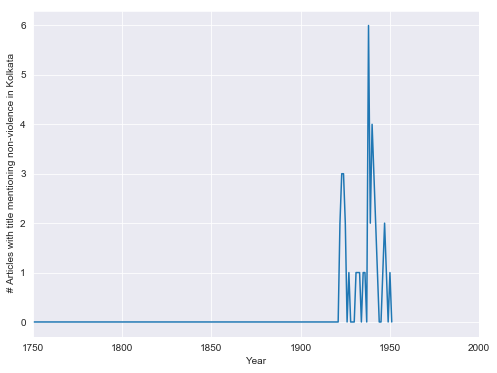 # Articles with title mentioning non-violence in Kolkata
6
5
4
3
2
1
0
1750 1800 1850 1900 1950 2000
Year